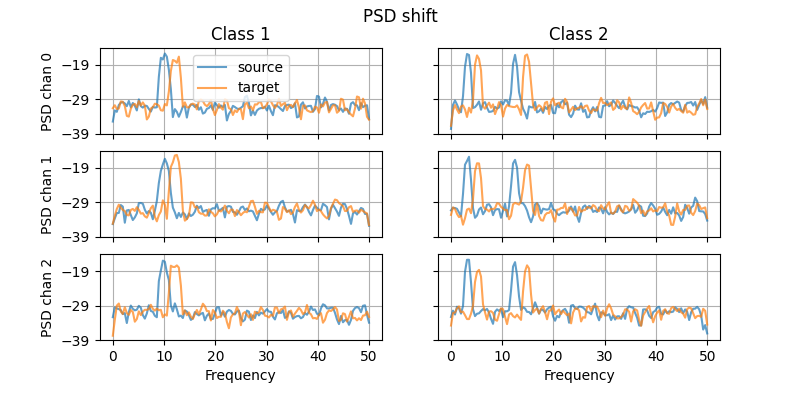 PSD shift
Class 1
Class 2
PSD chan 0
−19
−29
−39
source
target
PSD chan 1
−19
−29
−39
PSD chan 2
−19
−29
−39
0 10 20 30 40 50
0 10 20 30 40 50
Frequency
Frequency